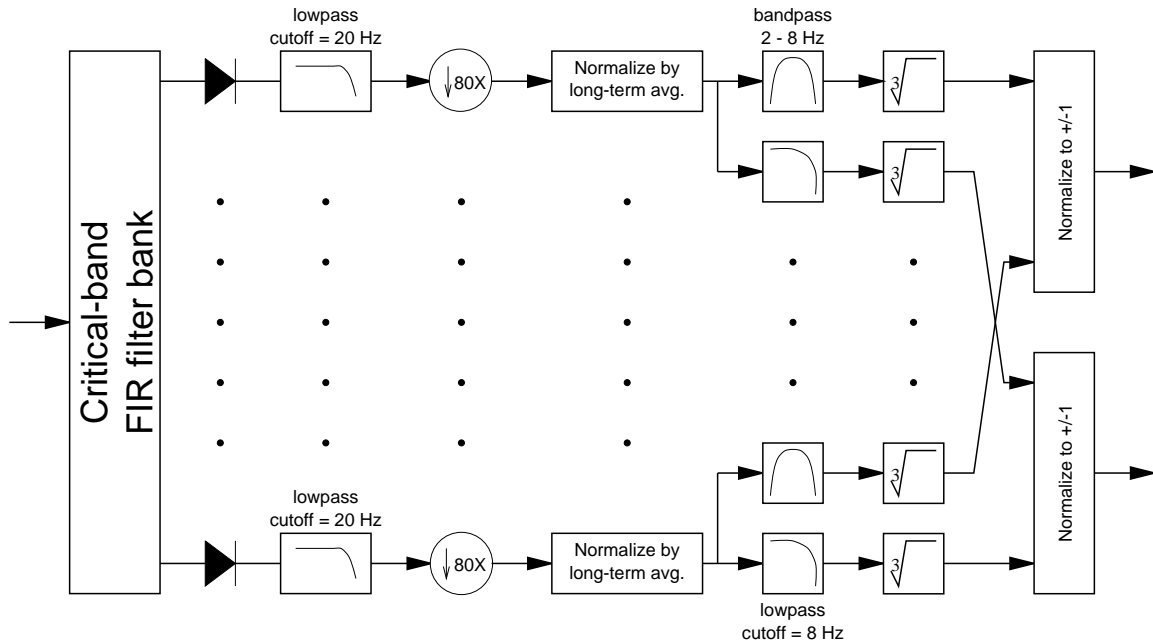 lowpass
cutoff = 20 Hz
bandpass
2 - 8 Hz
80X
Normalize by
long-term avg.
3
3
Normalize to +/-1
Critical-band
FIR filter bank
lowpass
cutoff = 20 Hz
80X
Normalize by
long-term avg.
3
3
Normalize to +/-1
lowpass
cutoff = 8 Hz